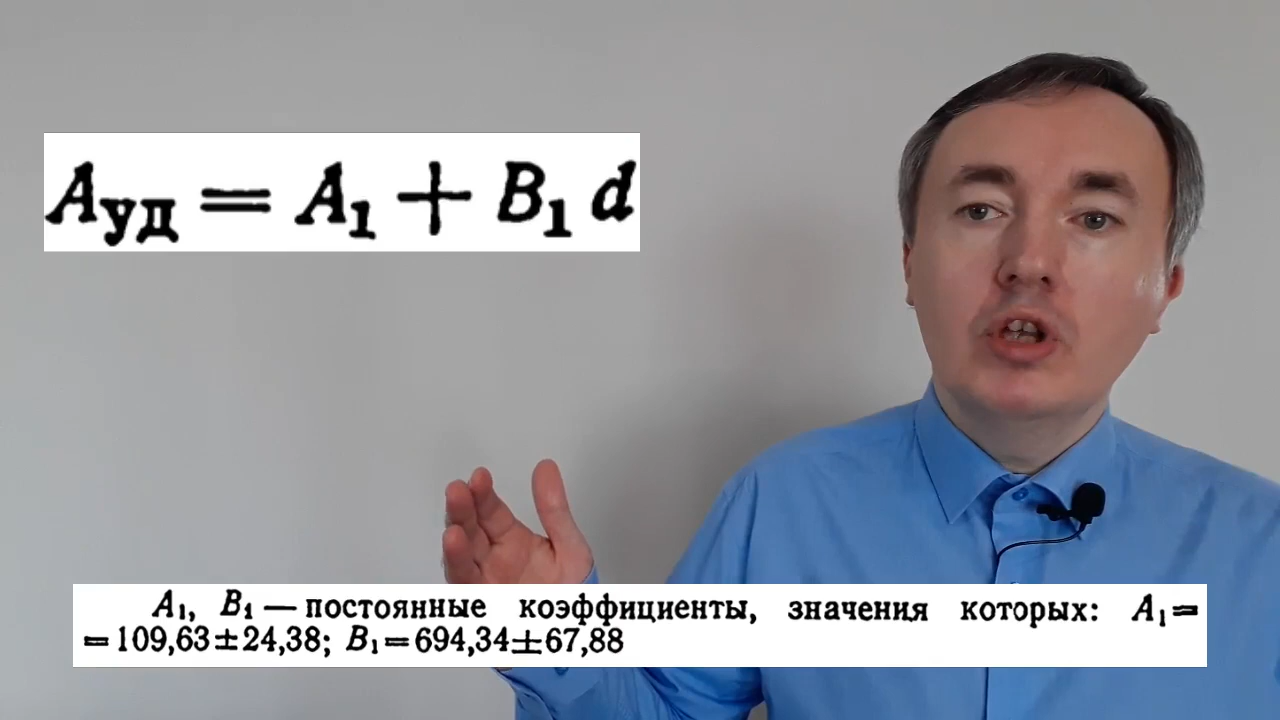 Aуд = A₁ + B₁ d
A₁, B₁ — постоянные коэффициенты, значения которых: A₁=
=109,63±24,38; B₁=694,34±67,88